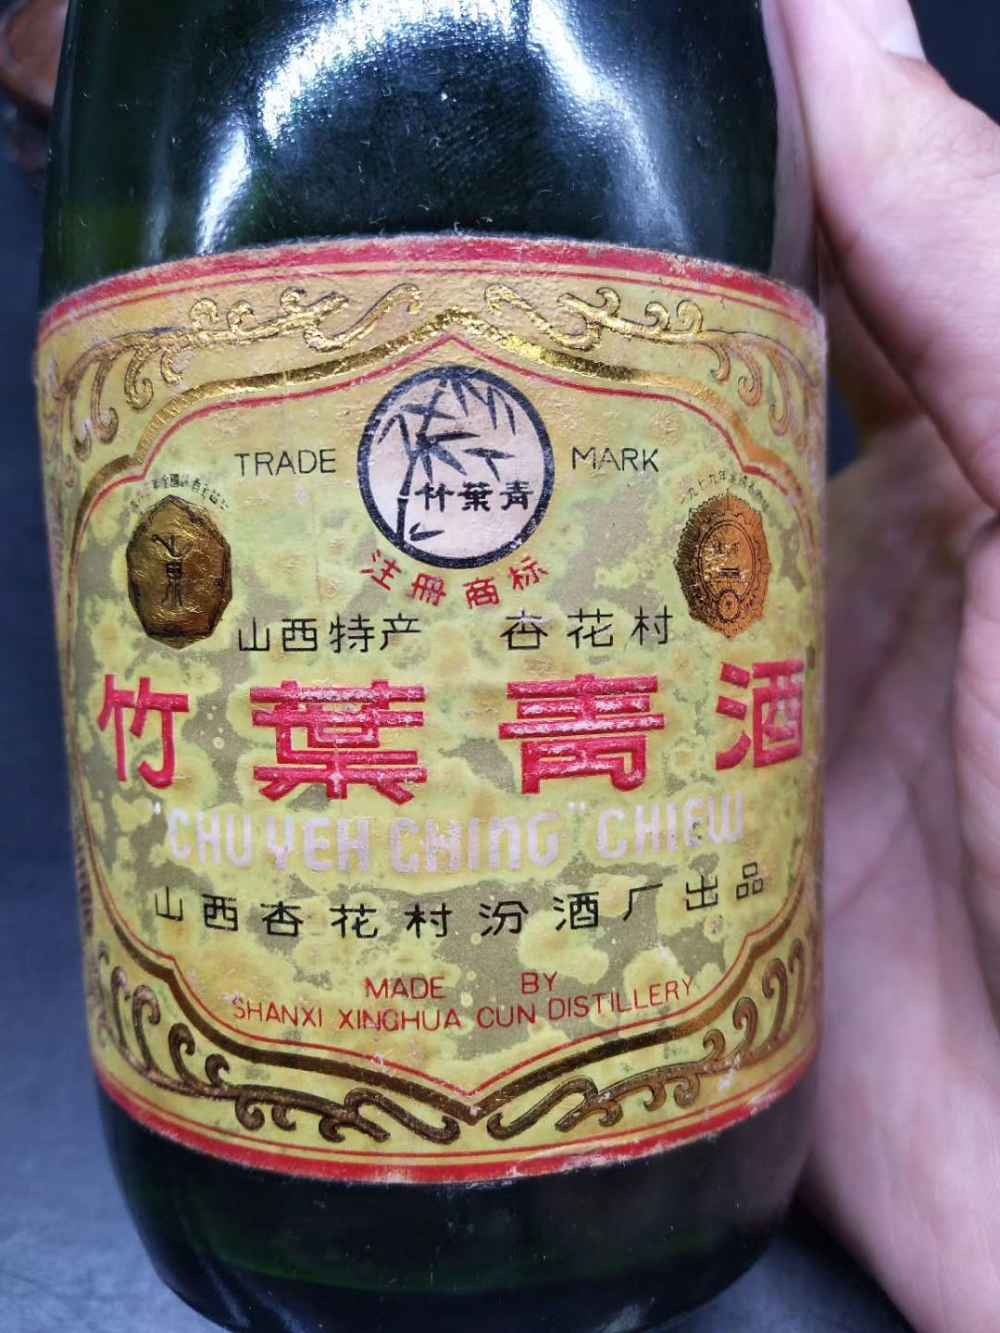 TRADE MARK
竹葉青
注册商标
山西特产 杏花村
竹葉青酒
"CHU YEH CHING" CHIEW
山西杏花村汾酒厂出品
MADE BY
SHANXI XINGHUA CUN DISTILLERY